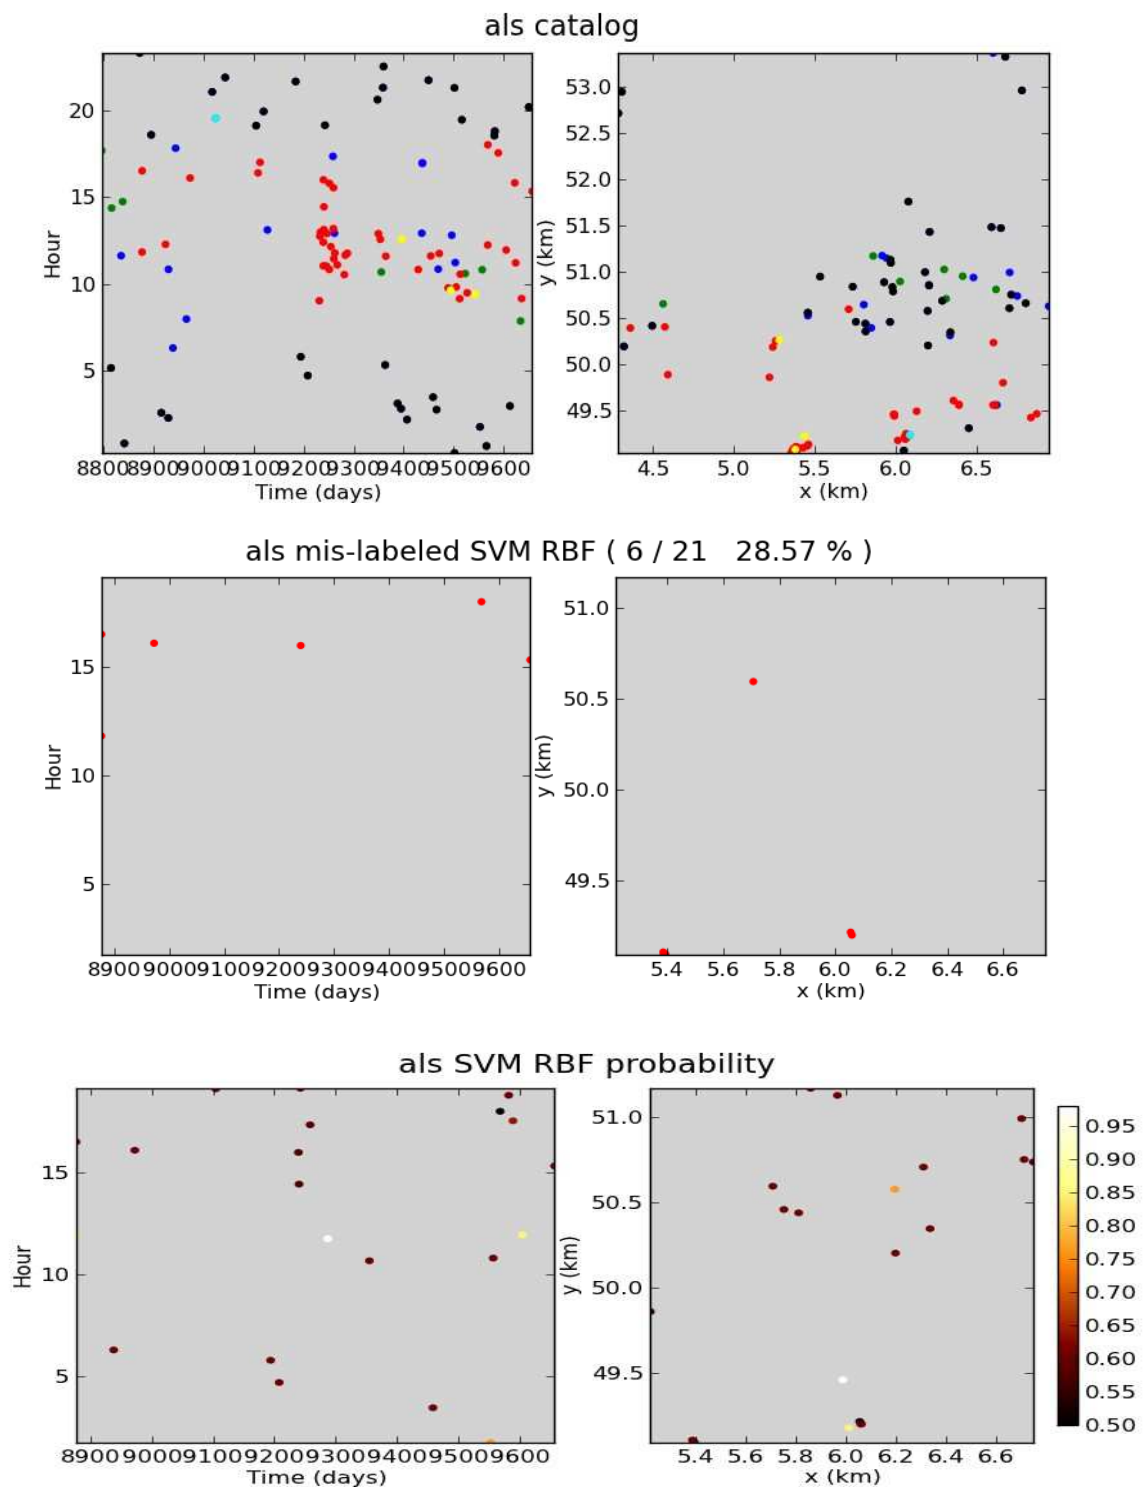 als catalog
20
15
10
5
Hour
8800 8900 9000 9100 9200 9300 9400 9500 9600
Time (days)
53.0
52.5
52.0
51.5
51.0
50.5
50.0
49.5
y (km)
4.5 5.0 5.5 6.0 6.5
x (km)
als mis-labeled SVM RBF ( 6 / 21 28.57 % )
15
10
5
Hour
8900 9000 9100 9200 9300 9400 9500 9600
Time (days)
51.0
50.5
50.0
49.5
y (km)
5.4 5.6 5.8 6.0 6.2 6.4 6.6
x (km)
als SVM RBF probability
15
10
5
Hour
8900 9000 9100 9200 9300 9400 9500 9600
Time (days)
51.0
50.5
50.0
49.5
y (km)
5.4 5.6 5.8 6.0 6.2 6.4 6.6
x (km)
0.95
0.90
0.85
0.80
0.75
0.70
0.65
0.60
0.55
0.50